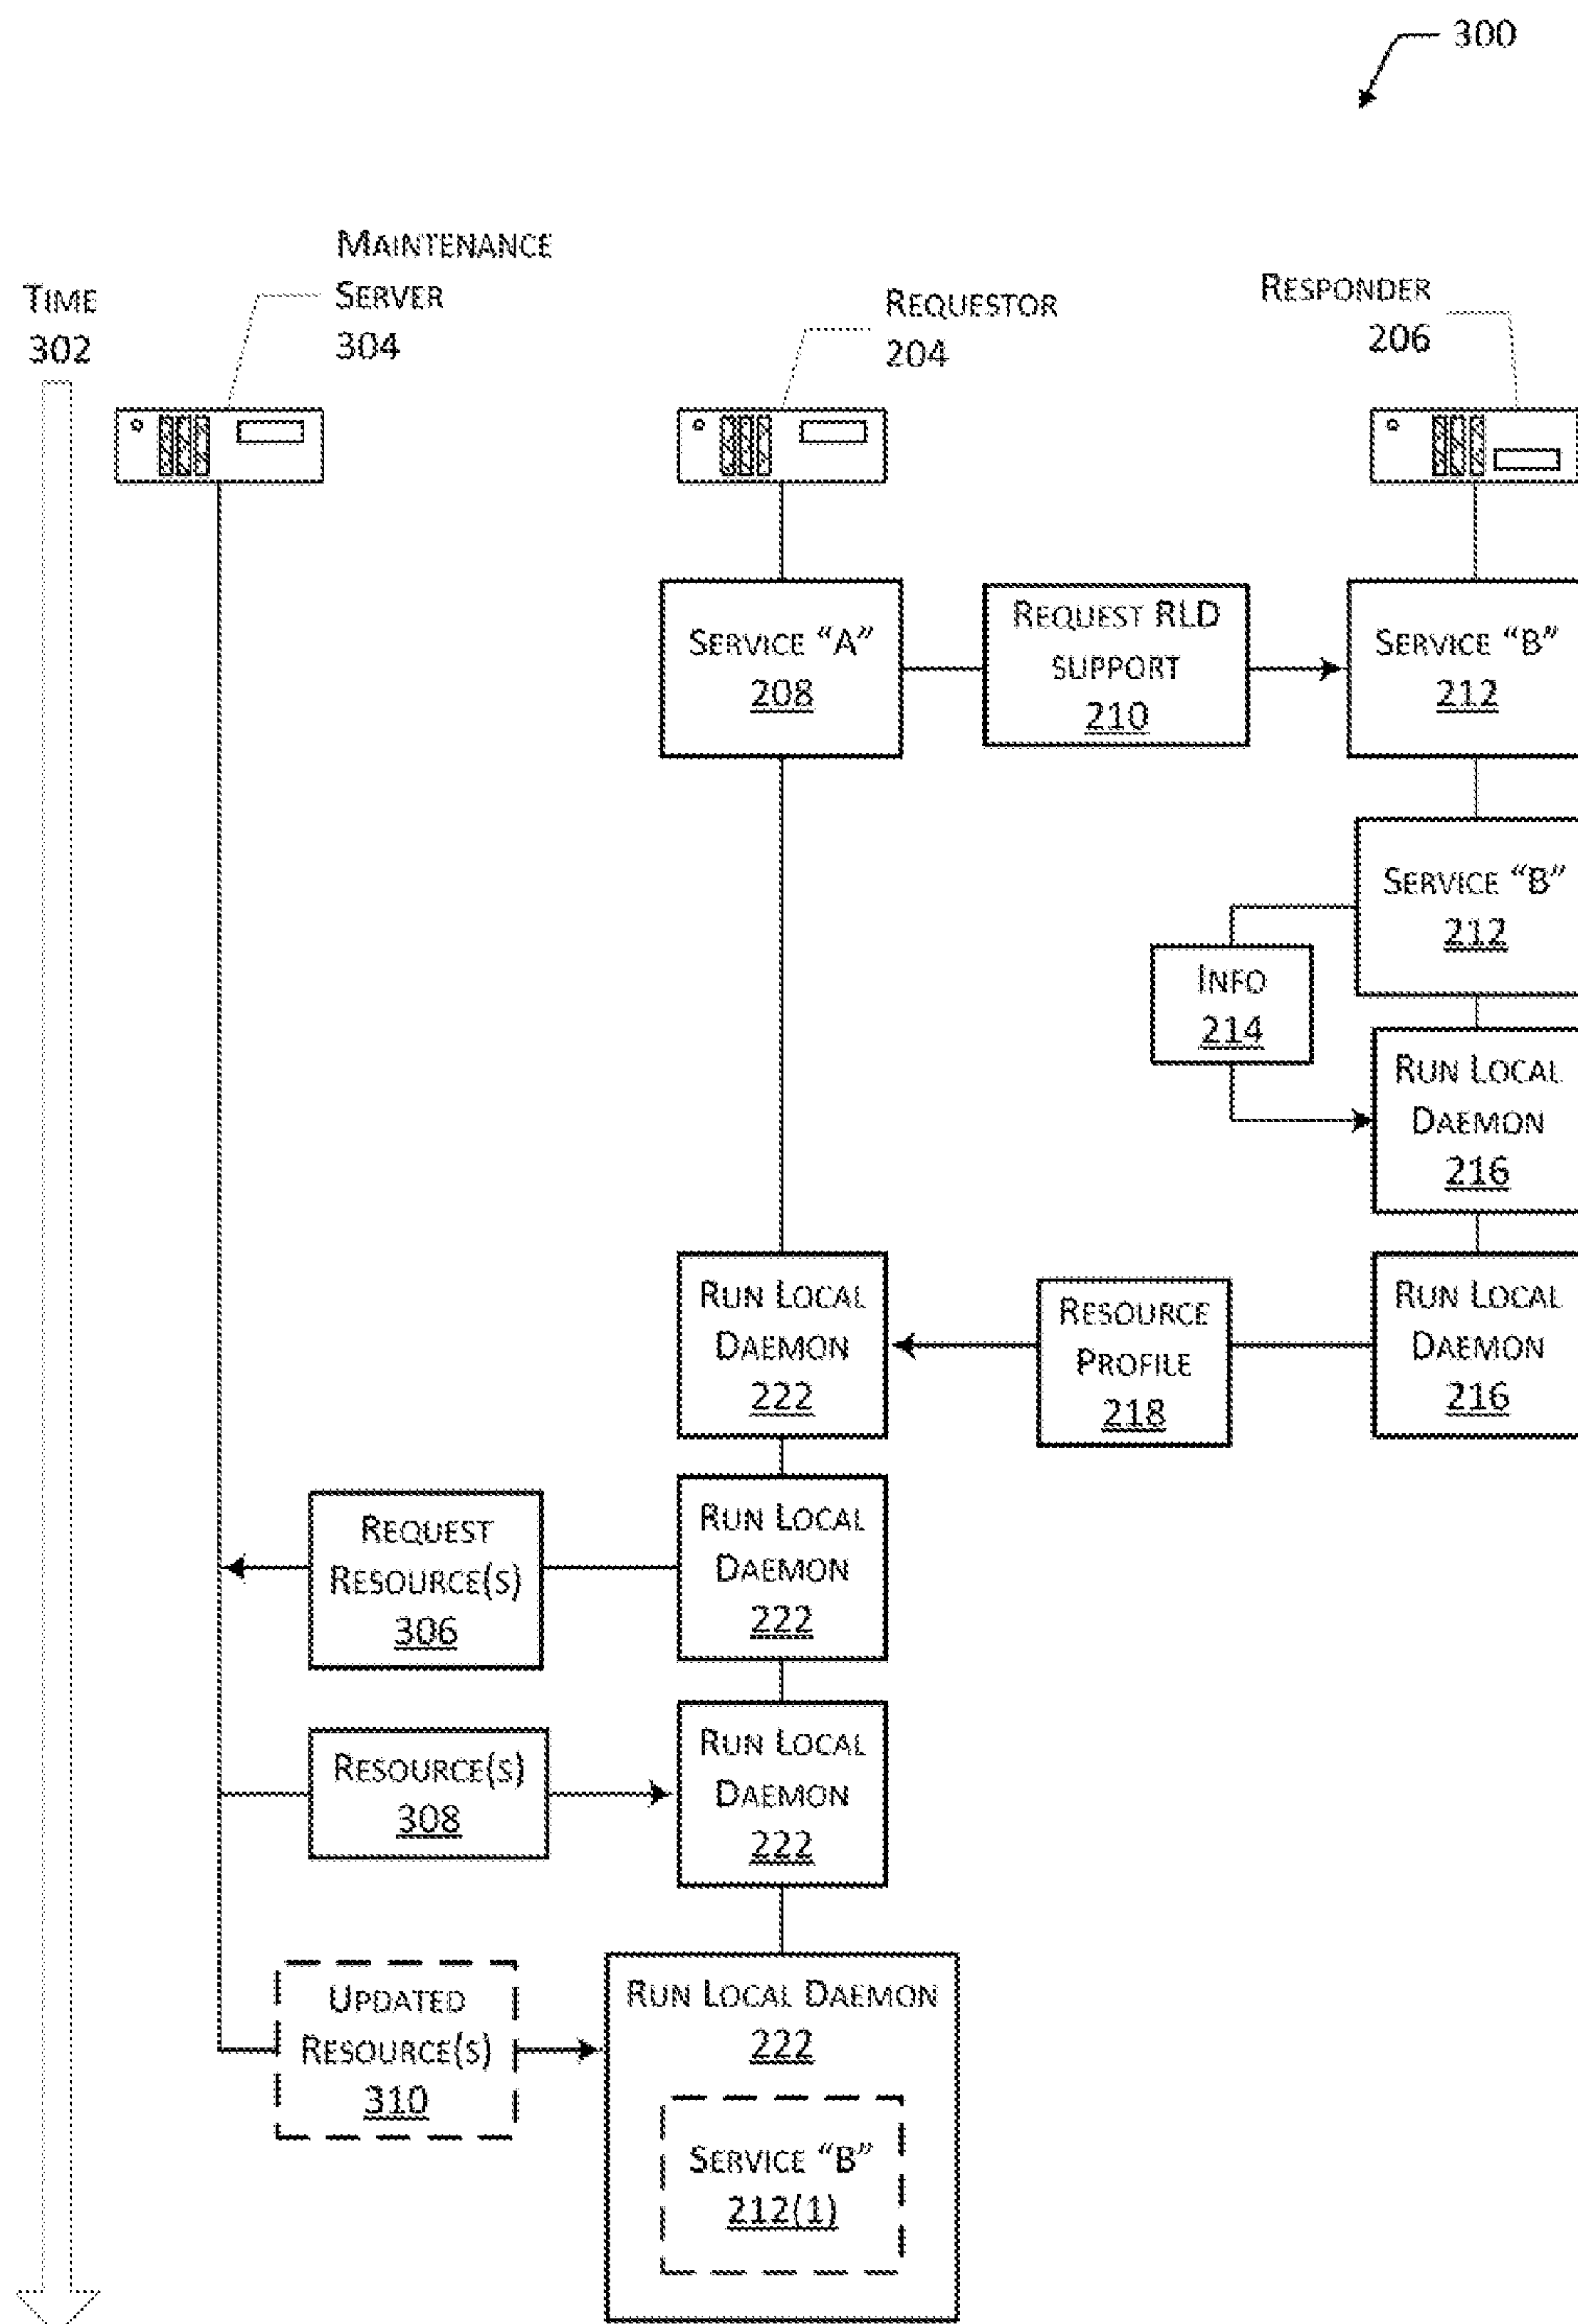 300
TIME
302
MAINTENANCE
SERVER
304
REQUESTOR
204
RESPONDER
206
SERVICE “A”
208
REQUEST RLD
SUPPORT
210
SERVICE “B”
212
SERVICE “B”
212
INFO
214
RUN LOCAL
DAEMON
216
RUN LOCAL
DAEMON
222
RESOURCE
PROFILE
218
RUN LOCAL
DAEMON
216
REQUEST
RESOURCE(S)
306
RUN LOCAL
DAEMON
222
RESOURCE(S)
308
RUN LOCAL
DAEMON
222
UPDATED
RESOURCE(S)
310
RUN LOCAL DAEMON
222
SERVICE “B”
212(1)